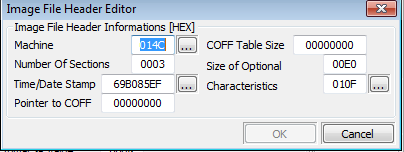 Image File Header Editor
Image File Header Informations [HEX]
Machine 014C ... COFF Table Size 00000000
Number Of Sections 0003 Size of Optional 00E0
Time/Date Stamp 69B085EF ... Characteristics 010F ...
Pointer to COFF 00000000
OK Cancel